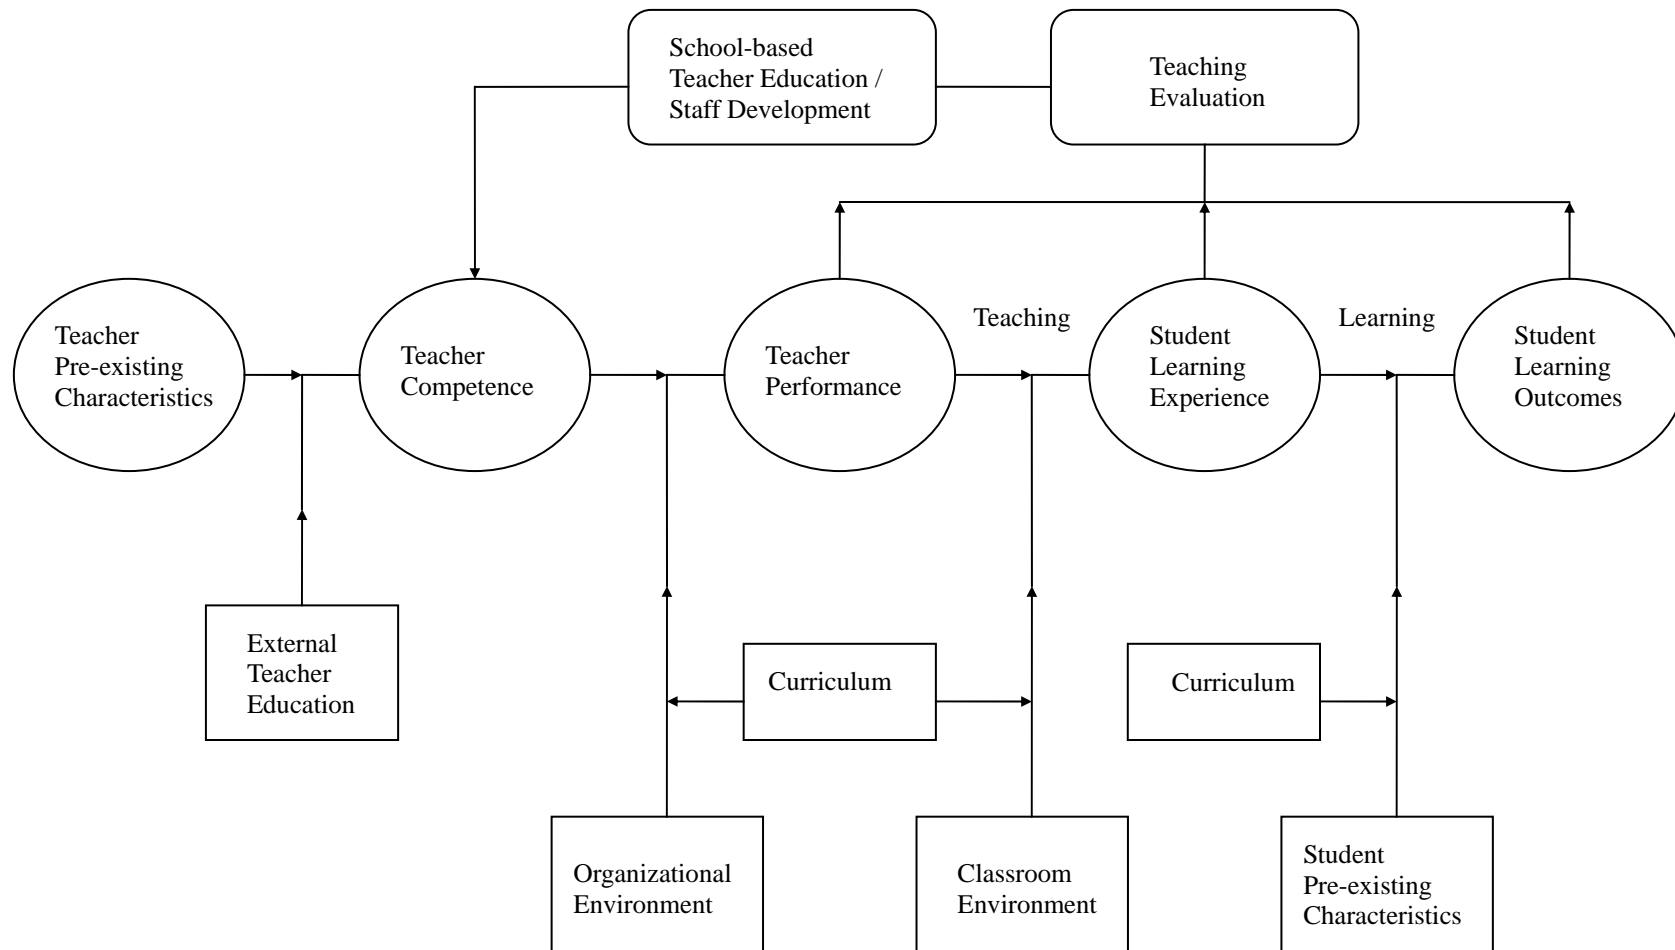 School-based
Teacher Education /
Staff Development
Teaching
Evaluation
Teacher
Pre-existing
Characteristics
Teacher
Competence
Teacher
Performance
Teaching
Student
Learning
Experience
Learning
Student
Learning
Outcomes
External
Teacher
Education
Curriculum
Curriculum
Organizational
Environment
Classroom
Environment
Student
Pre-existing
Characteristics